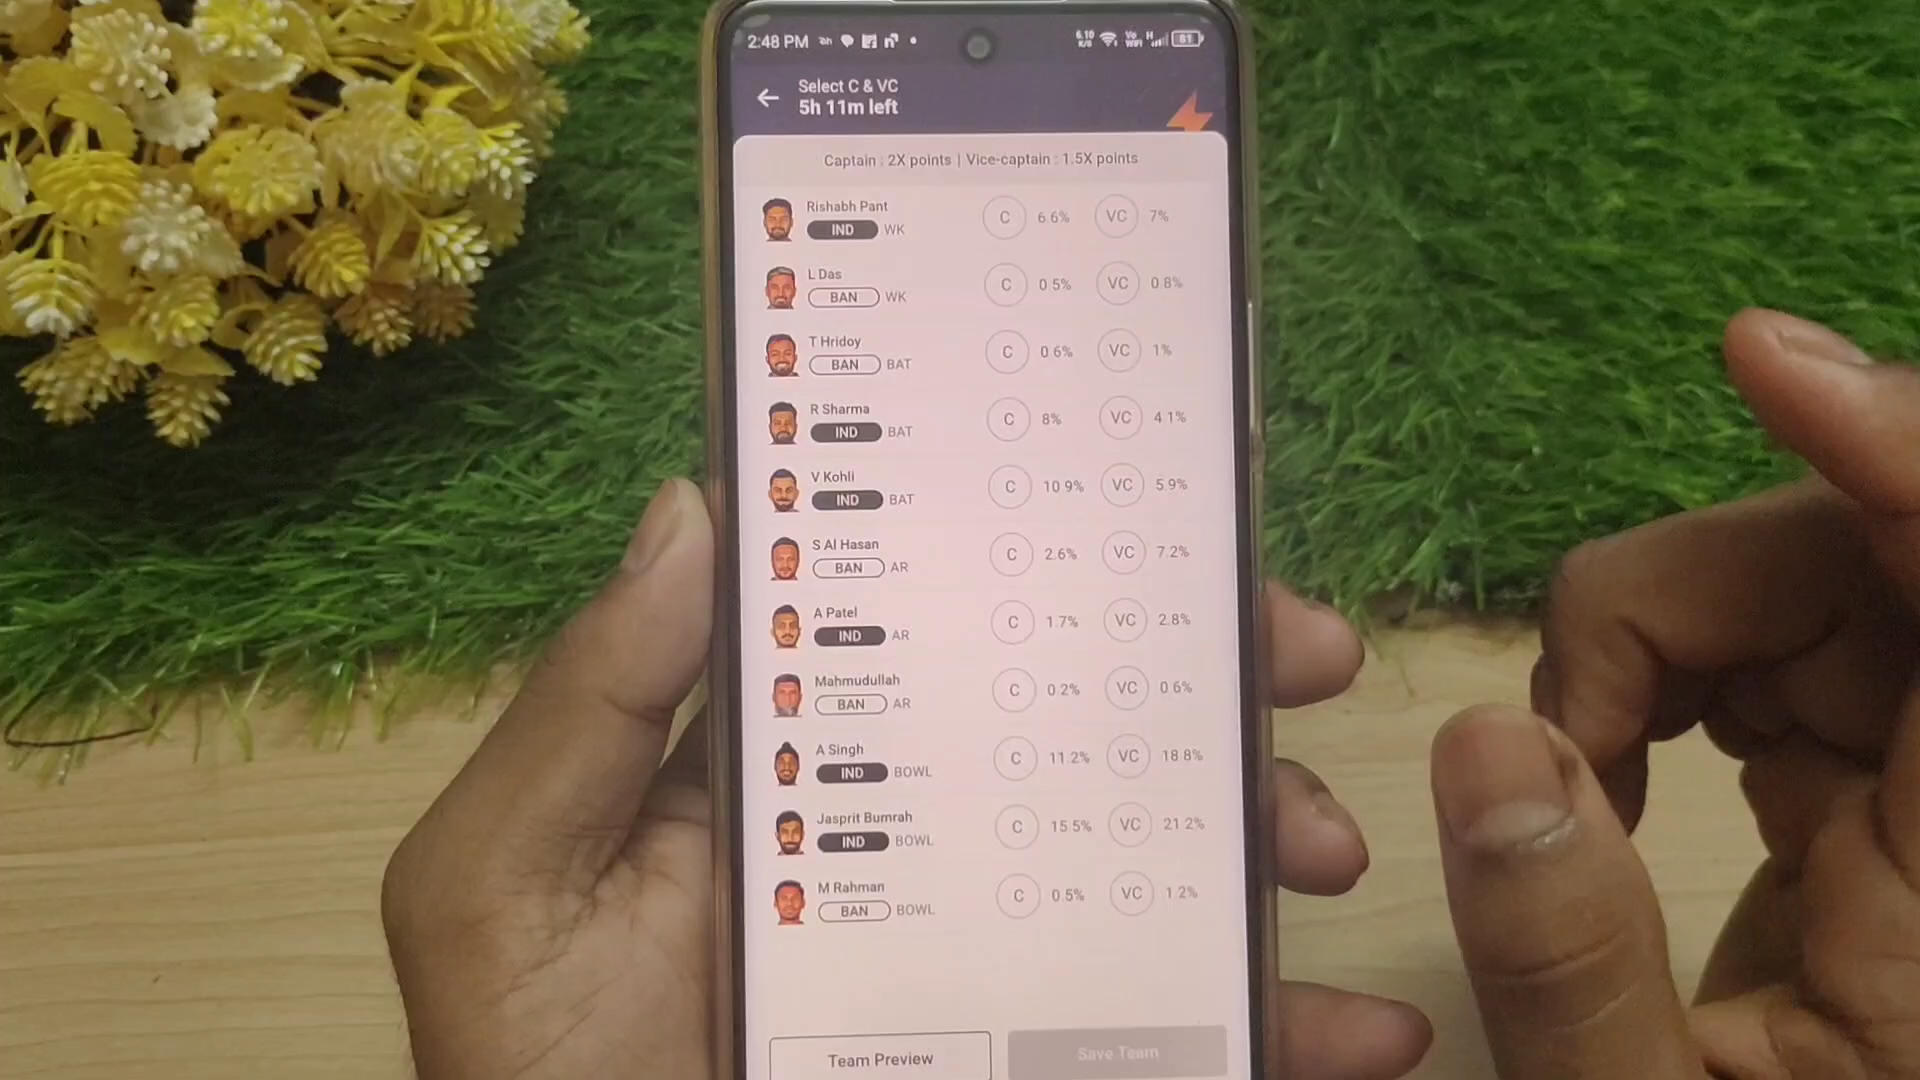 2:48 PM
6.10 K/S
Vo WiFi
H
81
Select C & VC
5h 11m left
Captain : 2X points | Vice-captain : 1.5X points
Rishabh Pant
IND WK C 6.6% VC 7%
L Das
BAN WK C 0.5% VC 0.8%
T Hridoy
BAN BAT C 0.6% VC 1%
R Sharma
IND BAT C 8% VC 4.1%
V Kohli
IND BAT C 10.9% VC 5.9%
S Al Hasan
BAN AR C 2.6% VC 7.2%
A Patel
IND AR C 1.7% VC 2.8%
Mahmudullah
BAN AR C 0.2% VC 0.6%
A Singh
IND BOWL C 11.2% VC 18.8%
Jasprit Bumrah
IND BOWL C 15.5% VC 21.2%
M Rahman
BAN BOWL C 0.5% VC 1.2%
Team Preview
Save Team